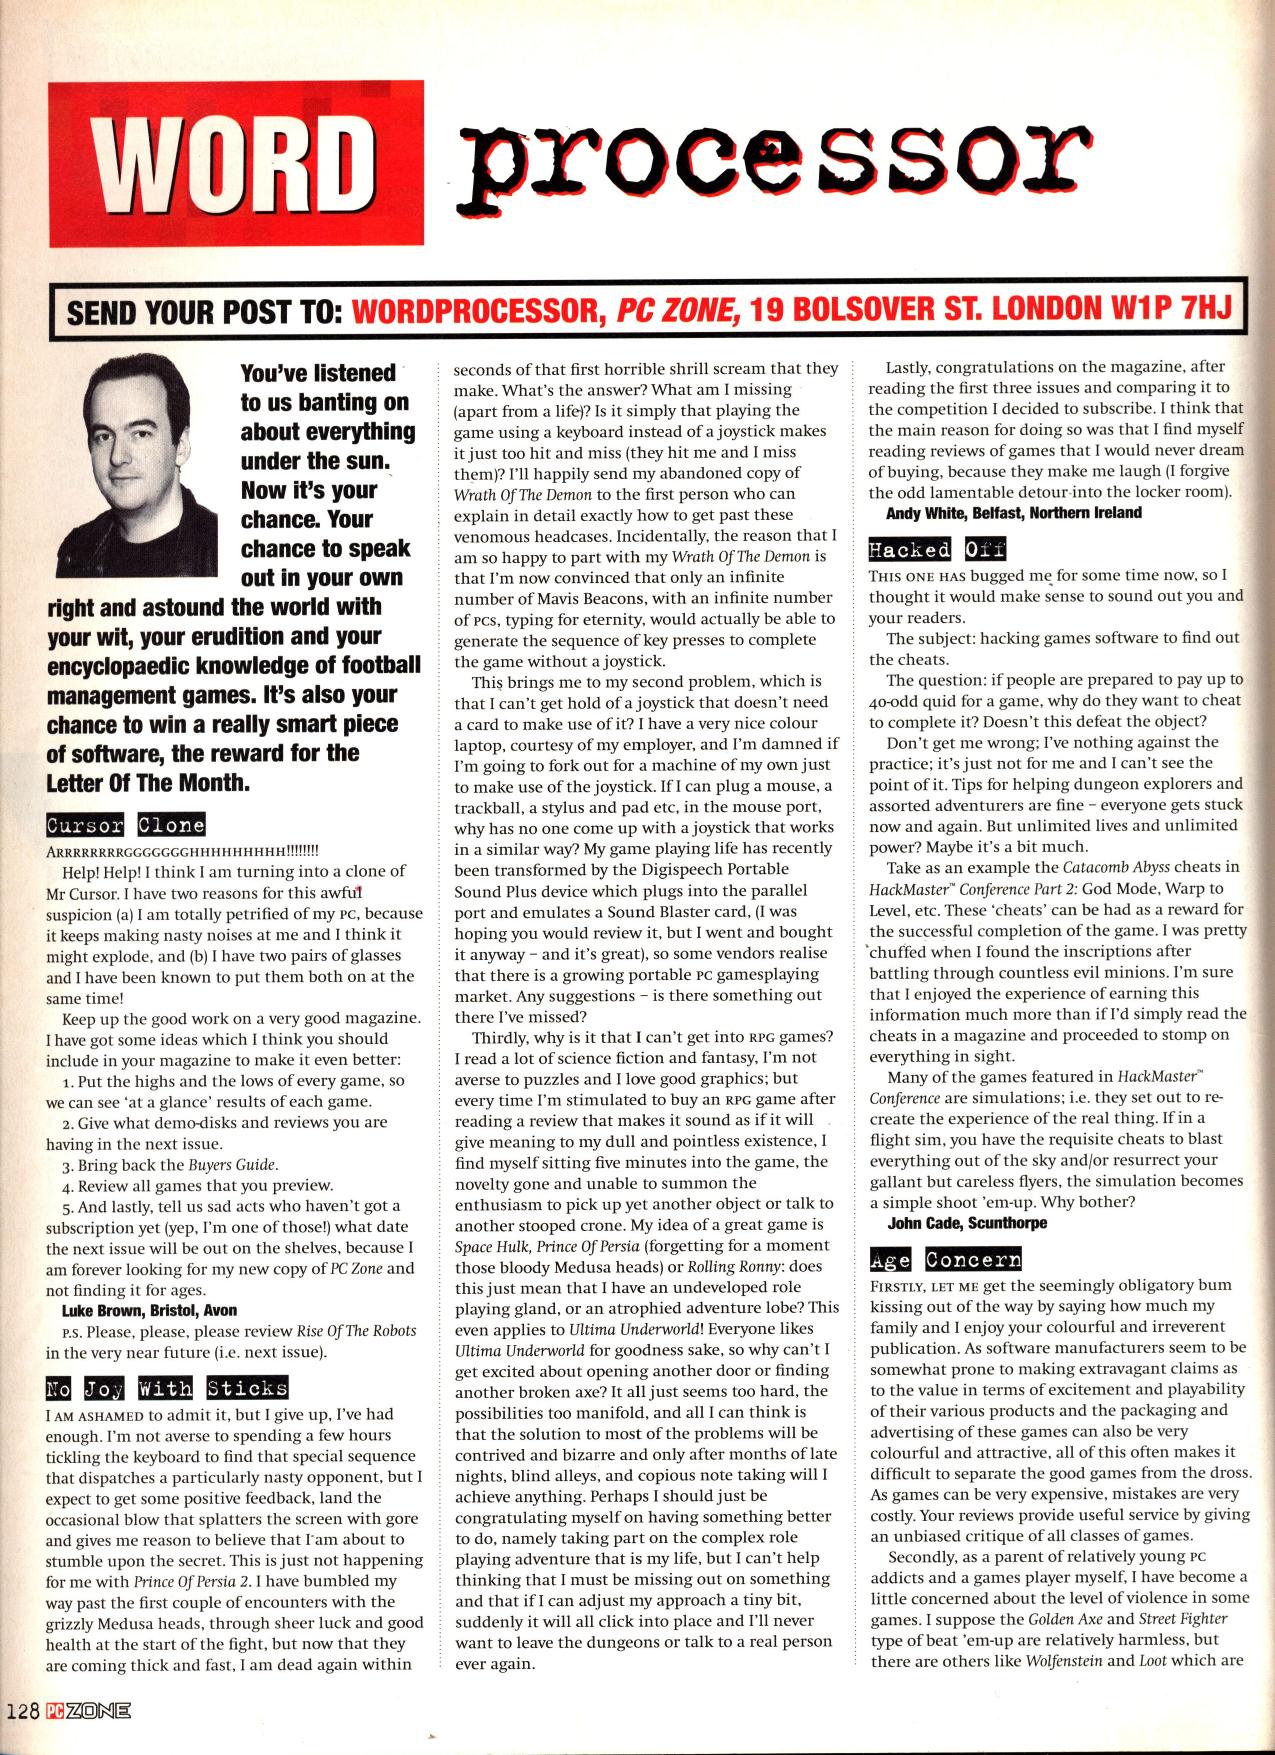 WORD processor
SEND YOUR POST TO: WORDPROCESSOR, PC ZONE, 19 BOLSOVER ST. LONDON W1P 7HJ
You've listened
to us banting on
about everything
under the sun.
Now it's your
chance. Your
chance to speak
out in your own
right and astound the world with
your wit, your erudition and your
encyclopaedic knowledge of football
management games. It's also your
chance to win a really smart piece
of software, the reward for the
Letter Of The Month.
Cursor Clone
ARRRRRRRRGGGGGGGHHHHHHHHH!!!!!!!!
Help! Help! I think I am turning into a clone of
Mr Cursor. I have two reasons for this awful
suspicion (a) I am totally petrified of my PC, because
it keeps making nasty noises at me and I think it
might explode, and (b) I have two pairs of glasses
and I have been known to put them both on at the
same time!
Keep up the good work on a very good magazine.
I have got some ideas which I think you should
include in your magazine to make it even better:
1. Put the highs and the lows of every game, so
we can see 'at a glance' results of each game.
2. Give what demo-disks and reviews you are
having in the next issue.
3. Bring back the Buyers Guide.
4. Review all games that you preview.
5. And lastly, tell us sad acts who haven't got a
subscription yet (yep, I'm one of those!) what date
the next issue will be out on the shelves, because I
am forever looking for my new copy of PC Zone and
not finding it for ages.
Luke Brown, Bristol, Avon
P.S. Please, please, please review Rise Of The Robots
in the very near future (i.e. next issue).
No Joy With Sticks
I AM ASHAMED to admit it, but I give up, I've had
enough. I'm not averse to spending a few hours
tickling the keyboard to find that special sequence
that dispatches a particularly nasty opponent, but I
expect to get some positive feedback, land the
occasional blow that splatters the screen with gore
and gives me reason to believe that I am about to
stumble upon the secret. This is just not happening
for me with Prince Of Persia 2. I have bumbled my
way past the first couple of encounters with the
grizzly Medusa heads, through sheer luck and good
health at the start of the fight, but now that they
are coming thick and fast, I am dead again within
seconds of that first horrible shrill scream that they
make. What's the answer? What am I missing
(apart from a life)? Is it simply that playing the
game using a keyboard instead of a joystick makes
it just too hit and miss (they hit me and I miss
them)? I'll happily send my abandoned copy of
Wrath Of The Demon to the first person who can
explain in detail exactly how to get past these
venomous headcases. Incidentally, the reason that I
am so happy to part with my Wrath Of The Demon is
that I'm now convinced that only an infinite
number of Mavis Beacons, with an infinite number
of PCs, typing for eternity, would actually be able to
generate the sequence of key presses to complete
the game without a joystick.
This brings me to my second problem, which is
that I can't get hold of a joystick that doesn't need
a card to make use of it? I have a very nice colour
laptop, courtesy of my employer, and I'm damned if
I'm going to fork out for a machine of my own just
to make use of the joystick. If I can plug a mouse, a
trackball, a stylus and pad etc, in the mouse port,
why has no one come up with a joystick that works
in a similar way? My game playing life has recently
been transformed by the Digispeech Portable
Sound Plus device which plugs into the parallel
port and emulates a Sound Blaster card, (I was
hoping you would review it, but I went and bought
it anyway – and it's great), so some vendors realise
that there is a growing portable PC gamesplaying
market. Any suggestions – is there something out
there I've missed?
Thirdly, why is it that I can't get into RPG games?
I read a lot of science fiction and fantasy, I'm not
averse to puzzles and I love good graphics; but
every time I'm stimulated to buy an RPG game after
reading a review that makes it sound as if it will
give meaning to my dull and pointless existence, I
find myself sitting five minutes into the game, the
novelty gone and unable to summon the
enthusiasm to pick up yet another object or talk to
another stooped crone. My idea of a great game is
Space Hulk, Prince Of Persia (forgetting for a moment
those bloody Medusa heads) or Rolling Ronny: does
this just mean that I have an undeveloped role
playing gland, or an atrophied adventure lobe? This
even applies to Ultima Underworld! Everyone likes
Ultima Underworld for goodness sake, so why can't I
get excited about opening another door or finding
another broken axe? It all just seems too hard, the
possibilities too manifold, and all I can think is
that the solution to most of the problems will be
contrived and bizarre and only after months of late
nights, blind alleys, and copious note taking will I
achieve anything. Perhaps I should just be
congratulating myself on having something better
to do, namely taking part on the complex role
playing adventure that is my life, but I can't help
thinking that I must be missing out on something
and that if I can adjust my approach a tiny bit,
suddenly it will all click into place and I'll never
want to leave the dungeons or talk to a real person
ever again.
Lastly, congratulations on the magazine, after
reading the first three issues and comparing it to
the competition I decided to subscribe. I think that
the main reason for doing so was that I find myself
reading reviews of games that I would never dream
of buying, because they make me laugh (I forgive
the odd lamentable detour into the locker room).
Andy White, Belfast, Northern Ireland
Hacked Off
THIS ONE HAS bugged me for some time now, so I
thought it would make sense to sound out you and
your readers.
The subject: hacking games software to find out
the cheats.
The question: if people are prepared to pay up to
40-odd quid for a game, why do they want to cheat
to complete it? Doesn't this defeat the object?
Don't get me wrong; I've nothing against the
practice; it's just not for me and I can't see the
point of it. Tips for helping dungeon explorers and
assorted adventurers are fine – everyone gets stuck
now and again. But unlimited lives and unlimited
power? Maybe it's a bit much.
Take as an example the Catacomb Abyss cheats in
HackMaster™ Conference Part 2: God Mode, Warp to
Level, etc. These 'cheats' can be had as a reward for
the successful completion of the game. I was pretty
chuffed when I found the inscriptions after
battling through countless evil minions. I'm sure
that I enjoyed the experience of earning this
information much more than if I'd simply read the
cheats in a magazine and proceeded to stomp on
everything in sight.
Many of the games featured in HackMaster™
Conference are simulations; i.e. they set out to re-
create the experience of the real thing. If in a
flight sim, you have the requisite cheats to blast
everything out of the sky and/or resurrect your
gallant but careless flyers, the simulation becomes
a simple shoot 'em-up. Why bother?
John Cade, Scunthorpe
Age Concern
FIRSTLY, LET ME get the seemingly obligatory bum
kissing out of the way by saying how much my
family and I enjoy your colourful and irreverent
publication. As software manufacturers seem to be
somewhat prone to making extravagant claims as
to the value in terms of excitement and playability
of their various products and the packaging and
advertising of these games can also be very
colourful and attractive, all of this often makes it
difficult to separate the good games from the dross.
As games can be very expensive, mistakes are very
costly. Your reviews provide useful service by giving
an unbiased critique of all classes of games.
Secondly, as a parent of relatively young PC
addicts and a games player myself, I have become a
little concerned about the level of violence in some
games. I suppose the Golden Axe and Street Fighter
type of beat 'em-up are relatively harmless, but
there are others like Wolfenstein and Loot which are
128 PC ZONE